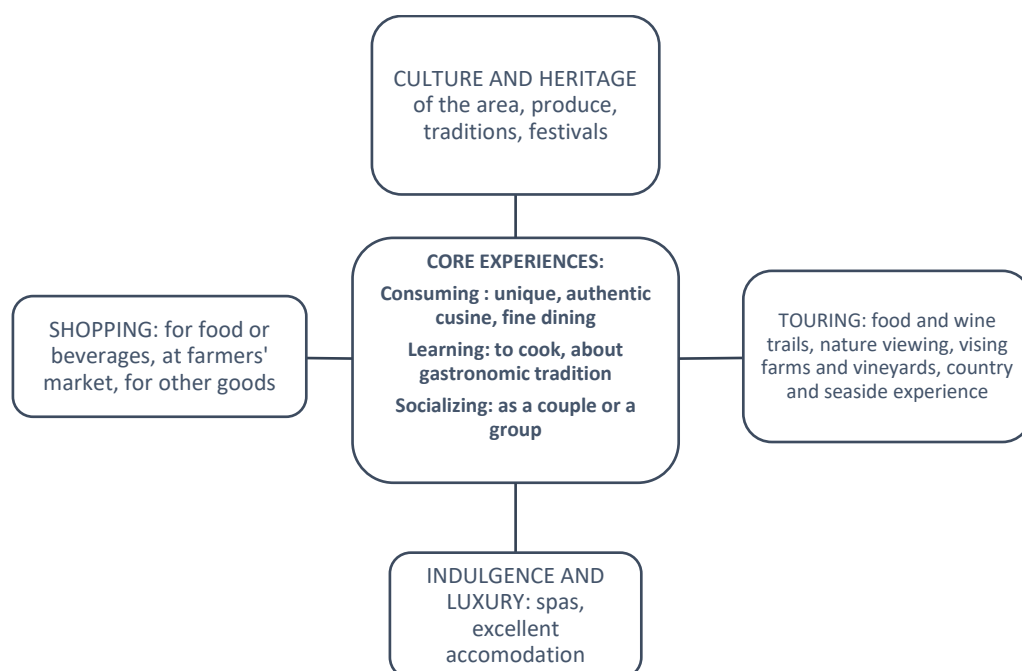 CULTURE AND HERITAGE
of the area, produce,
traditions, festivals
CORE EXPERIENCES:
Consuming : unique, authentic
cusine, fine dining
Learning: to cook, about
gastronomic tradition
Socializing: as a couple or a
group
SHOPPING: for food or
beverages, at farmers'
market, for other goods
TOURING: food and wine
trails, nature viewing, vising
farms and vineyards, country
and seaside experience
INDULGENCE AND
LUXURY: spas,
excellent
accomodation